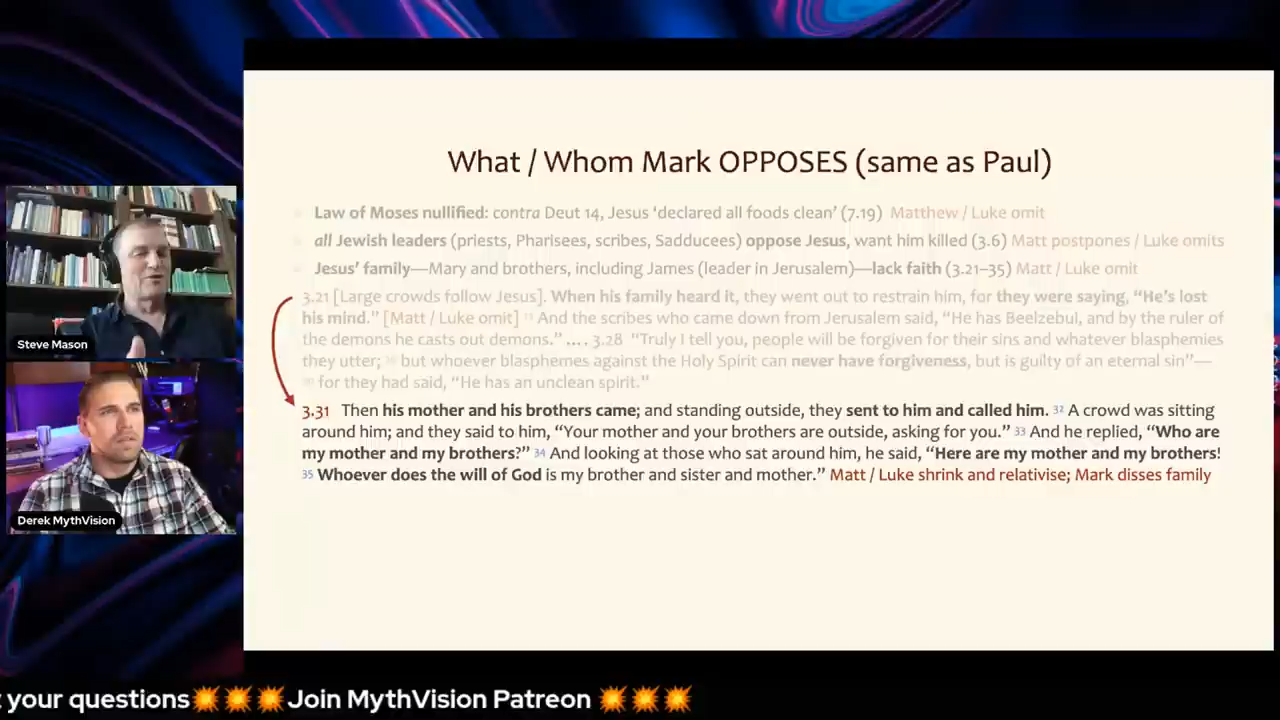 What / Whom Mark OPPOSES (same as Paul)
Law of Moses nullified: contra Deut 14, Jesus ‘declared all foods clean’ (7.19) Matthew / Luke omit
all Jewish leaders (priests, Pharisees, scribes, Sadducees) oppose Jesus, want him killed (3.6) Matt postpones / Luke omits
Jesus’ family—Mary and brothers, including James (leader in Jerusalem)—lack faith (3.21–35) Matt / Luke omit
3.21 [Large crowds follow Jesus]. When his family heard it, they went out to restrain him, for they were saying, “He’s lost
his mind.” [Matt / Luke omit] And the scribes who came down from Jerusalem said, “He has Beelzebul, and by the ruler of
the demons he casts out demons.” .... 3.28 “Truly I tell you, people will be forgiven for their sins and whatever blasphemies
they utter; but whoever blasphemes against the Holy Spirit can never have forgiveness, but is guilty of an eternal sin”—
for they had said, “He has an unclean spirit.”
3.31 Then his mother and his brothers came; and standing outside, they sent to him and called him. 32 A crowd was sitting
around him; and they said to him, “Your mother and your brothers are outside, asking for you.” 33 And he replied, “Who are
my mother and my brothers?” 34 And looking at those who sat around him, he said, “Here are my mother and my brothers!
35 Whoever does the will of God is my brother and sister and mother.” Matt / Luke shrink and relativise; Mark disses family
Steve Mason
Derek MythVision
your questions💥💥💥Join MythVision Patreon 💥💥💥